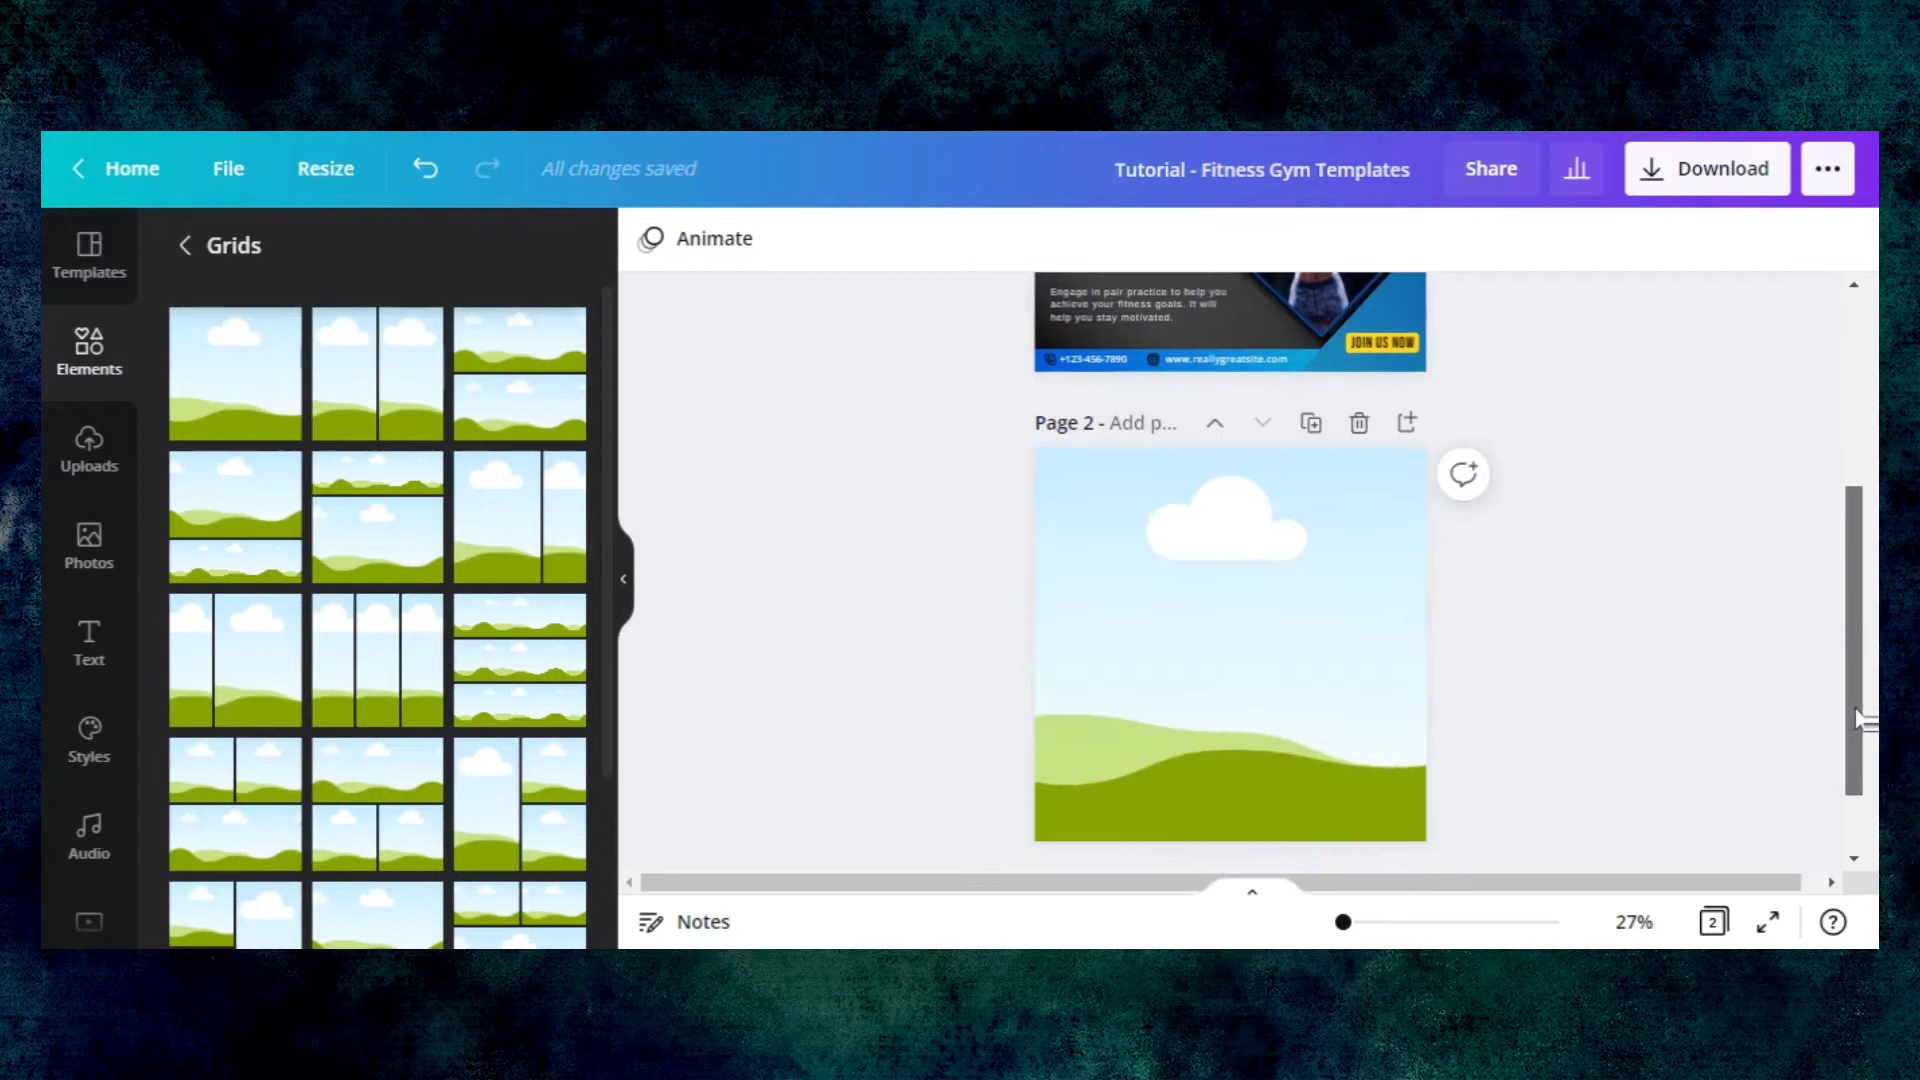 Home File Resize All changes saved Tutorial - Fitness Gym Templates Share Download
Templates
Elements
Uploads
Photos
Text
Styles
Audio
Grids
Animate
Engage in pair practice to help you
achieve your fitness goals. It will
help you stay motivated.
JOIN US NOW
+123-456-7890 www.reallygreatsite.com
Page 2 - Add p...
Notes 27% 2 ?